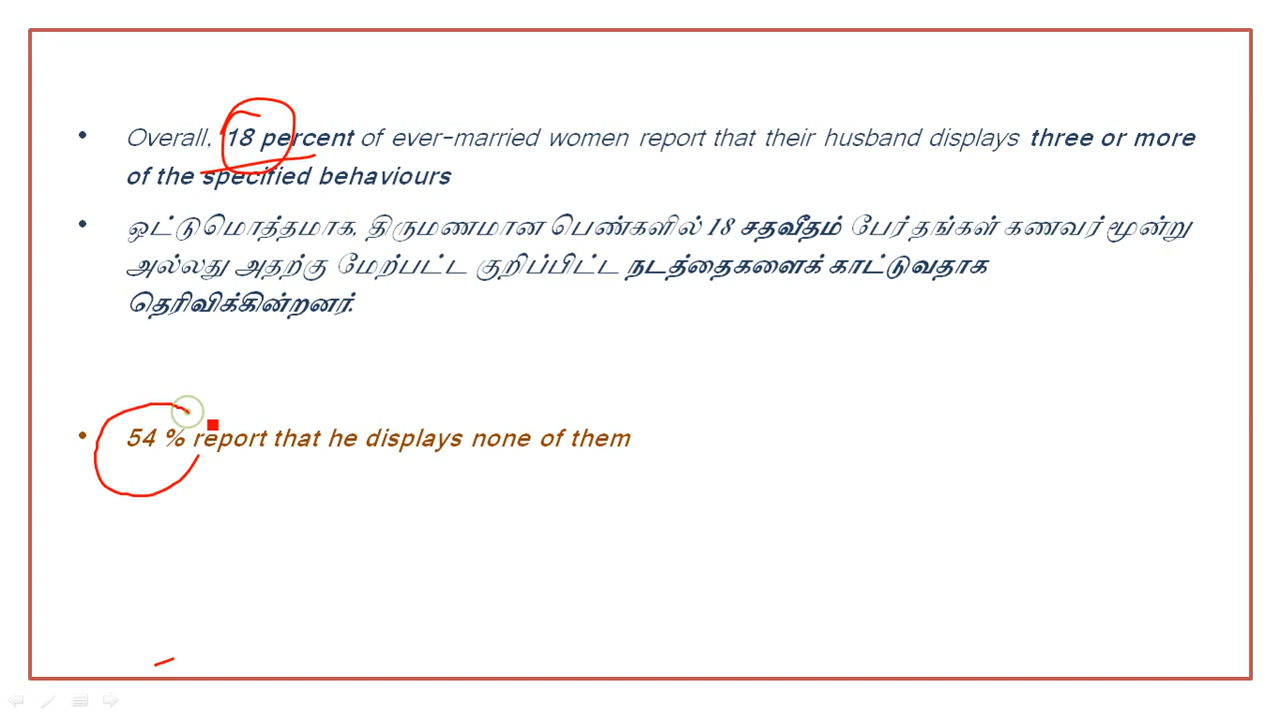 • Overall, 18 percent of ever-married women report that their husband displays three or more
of the specified behaviours
• ஒட்டுமொத்தமாக, திருமணமான பெண்களில் 18 சதவீதம் பேர் தங்கள் கணவர் மூன்று
அல்லது அதற்கு மேற்பட்ட குறிப்பிட்ட நடத்தைகளைக் காட்டுவதாக
தெரிவிக்கின்றனர்.
• 54 % report that he displays none of them